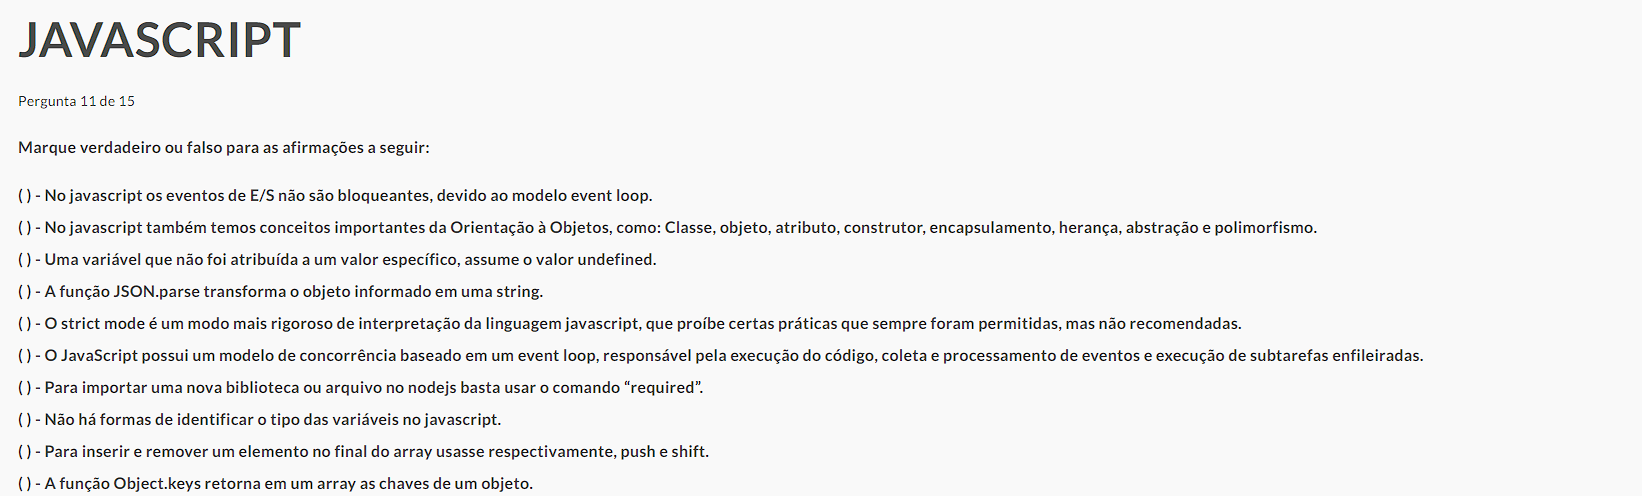 JAVASCRIPT
Pergunta 11 de 15
Marque verdadeiro ou falso para as afirmações a seguir:
( ) - No javascript os eventos de E/S não são bloqueantes, devido ao modelo event loop.
( ) - No javascript também temos conceitos importantes da Orientação à Objetos, como: Classe, objeto, atributo, construtor, encapsulamento, herança, abstração e polimorfismo.
( ) - Uma variável que não foi atribuída a um valor específico, assume o valor undefined.
( ) - A função JSON.parse transforma o objeto informado em uma string.
( ) - O strict mode é um modo mais rigoroso de interpretação da linguagem javascript, que proíbe certas práticas que sempre foram permitidas, mas não recomendadas.
( ) - O JavaScript possui um modelo de concorrência baseado em um event loop, responsável pela execução do código, coleta e processamento de eventos e execução de subtarefas enfileiradas.
( ) - Para importar uma nova biblioteca ou arquivo no nodejs basta usar o comando “required”.
( ) - Não há formas de identificar o tipo das variáveis no javascript.
( ) - Para inserir e remover um elemento no final do array usasse respectivamente, push e shift.
( ) - A função Object.keys retorna em um array as chaves de um objeto.